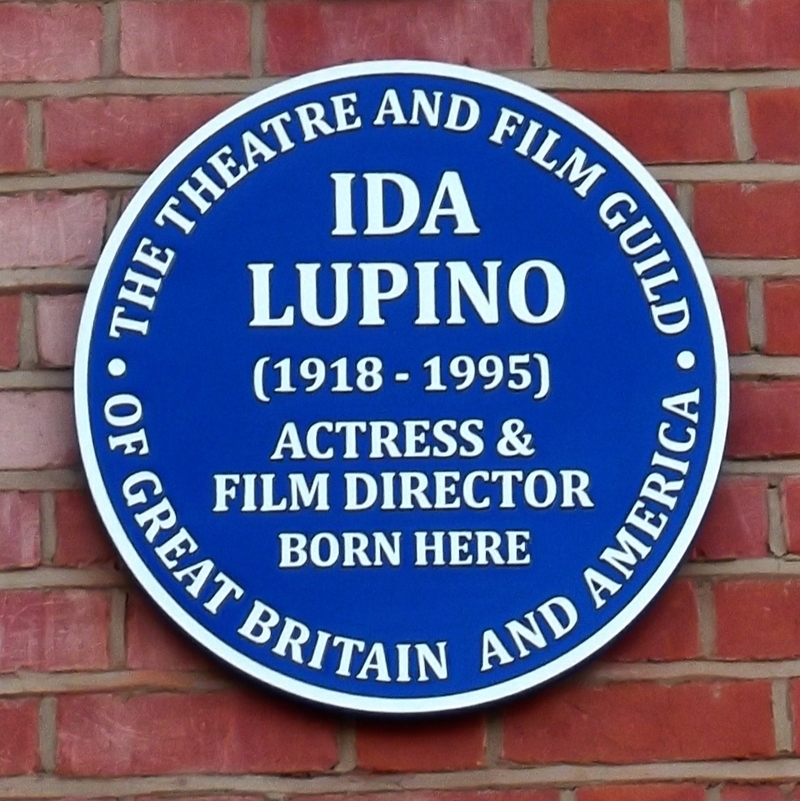 • THE THEATRE AND FILM GUILD •
OF GREAT BRITAIN AND AMERICA
IDA
LUPINO
(1918 - 1995)
ACTRESS &
FILM DIRECTOR
BORN HERE